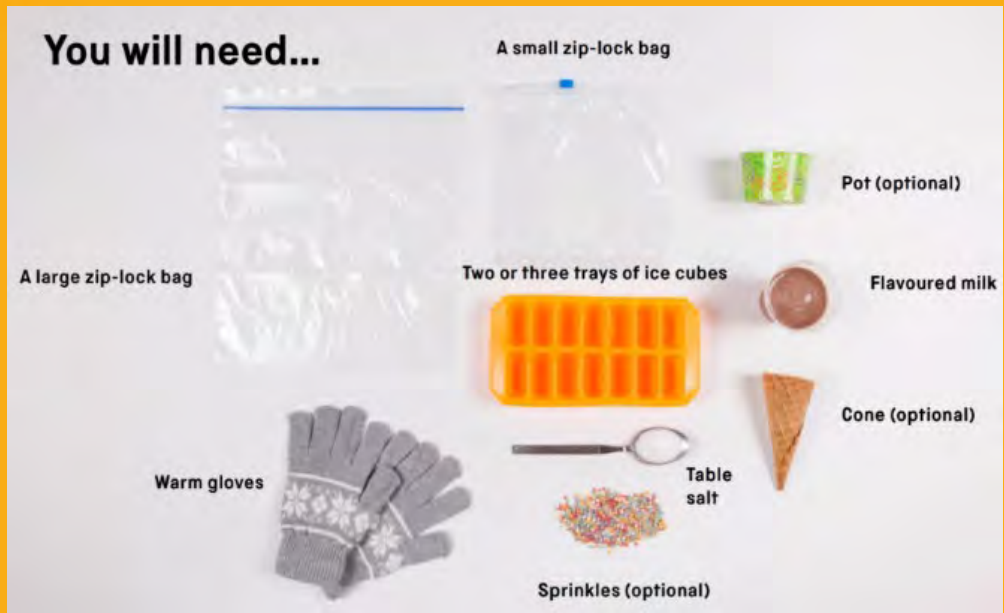 You will need...
A small zip-lock bag
Pot (optional)
A large zip-lock bag
Two or three trays of ice cubes
Flavoured milk
Cone (optional)
Warm gloves
Table
salt
Sprinkles (optional)